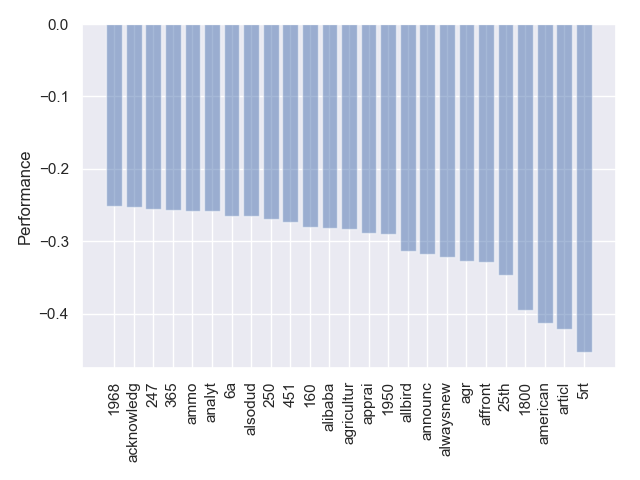 0.0
−0.1
−0.2
−0.3
−0.4
Performance
1968
acknowledg
247
365
ammo
analyt
6a
alsodud
250
451
160
alibaba
agricultur
apprai
1950
allbird
announc
alwaysnew
agr
affront
25th
1800
american
articl
5rt